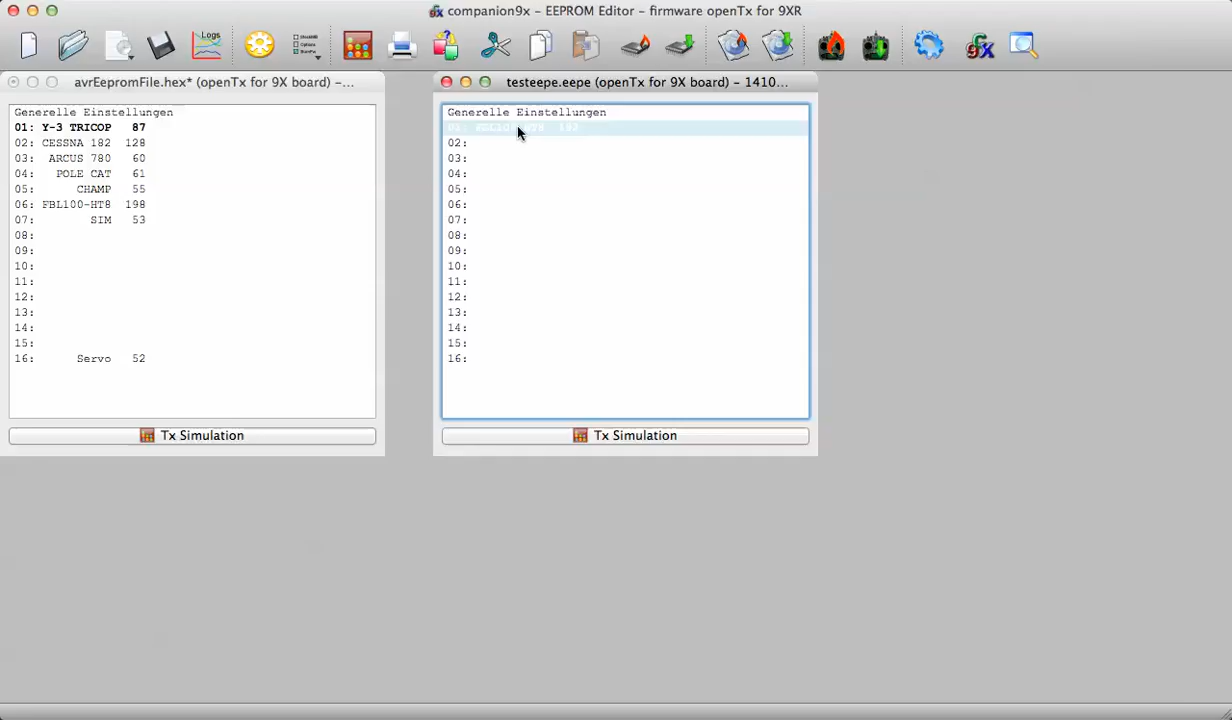 companion9x – EEPROM Editor – firmware openTx for 9XR
Logs
avrEepromFile.hex* (openTx for 9X board) –...
Generelle Einstellungen
01: Y-3 TRICOP 87
02: CESSNA 182 128
03: ARCUS 780 60
04: POLE CAT 61
05: CHAMP 55
06: FBL100-HT8 198
07: SIM 53
08:
09:
10:
11:
12:
13:
14:
15:
16: Servo 52
Tx Simulation
testeepe.eepe (openTx for 9X board) – 1410...
Generelle Einstellungen
01:
02:
03:
04:
05:
06:
07:
08:
09:
10:
11:
12:
13:
14:
15:
16:
Tx Simulation